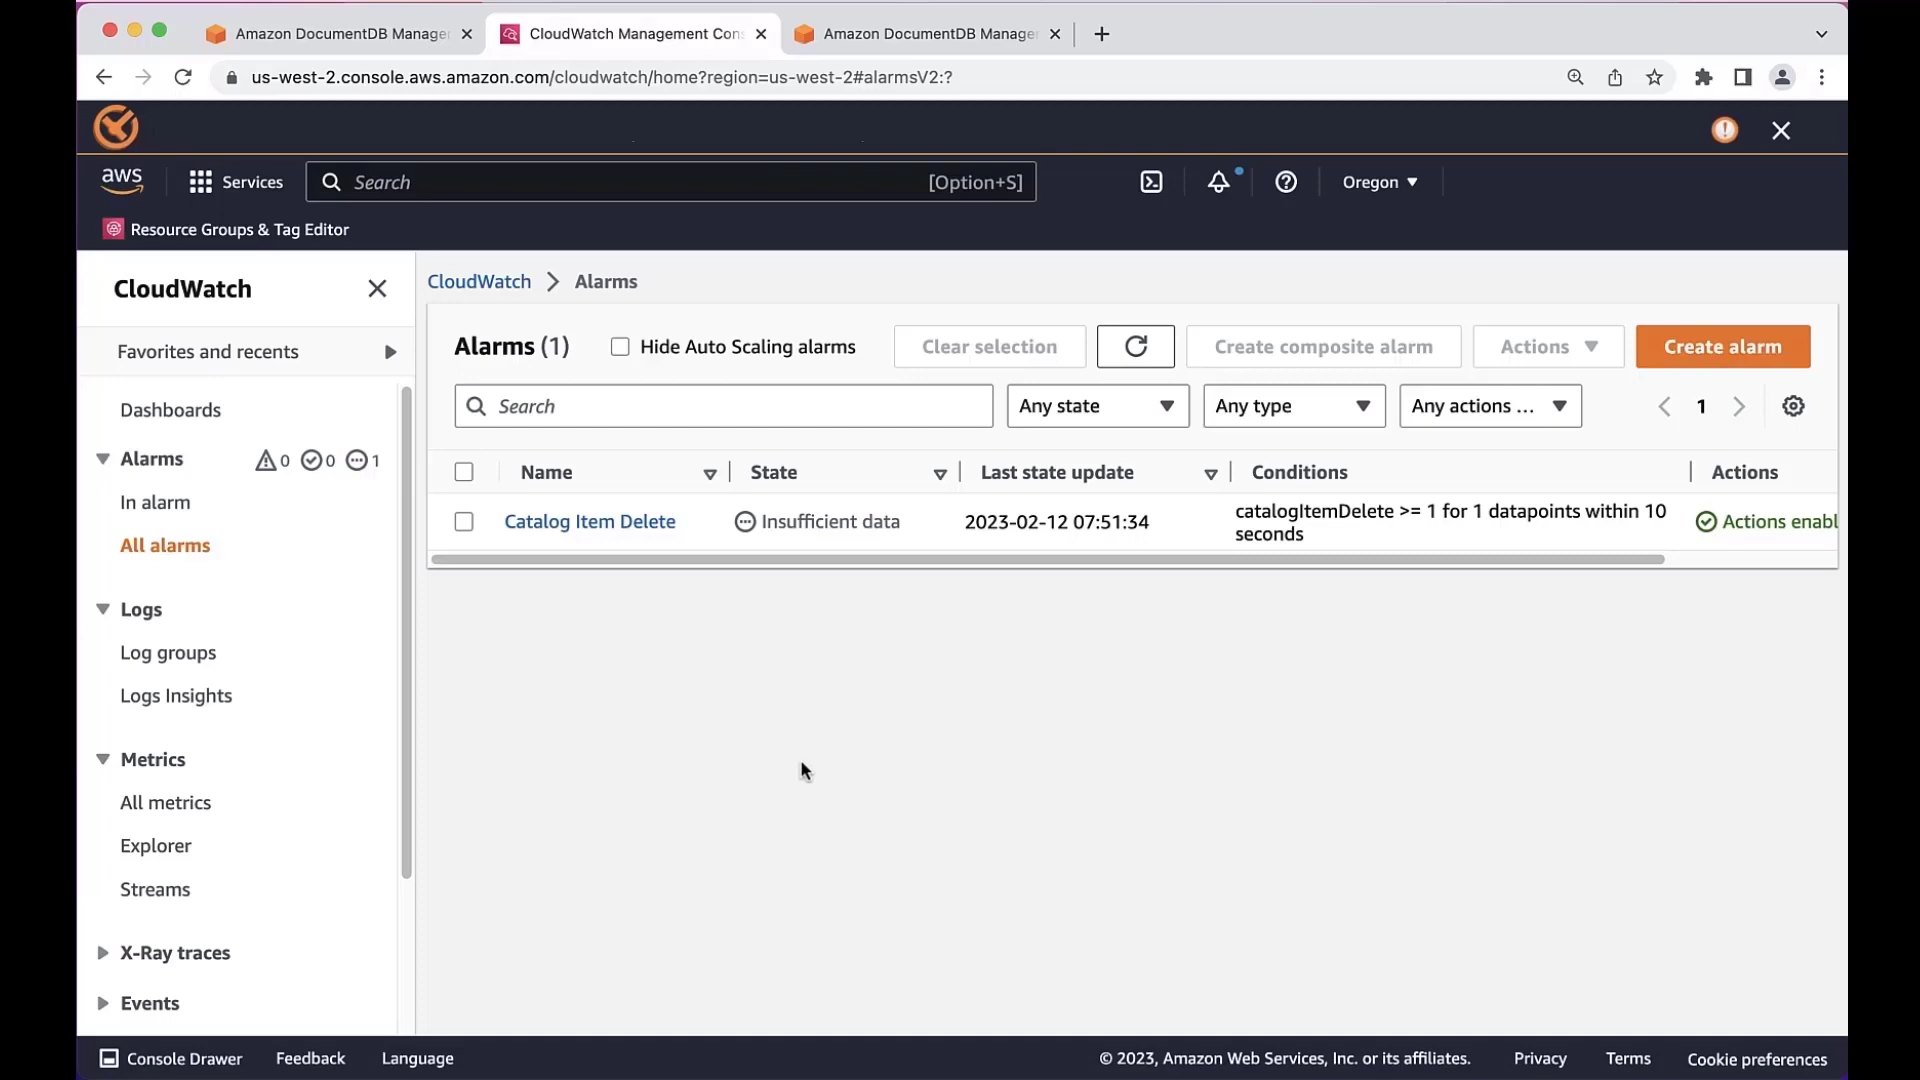 Amazon DocumentDB Manage
CloudWatch Management Con
Amazon DocumentDB Manage
us-west-2.console.aws.amazon.com/cloudwatch/home?region=us-west-2#alarmsV2:?
aws
Services
Search
[Option+S]
Oregon
Resource Groups & Tag Editor
CloudWatch
Favorites and recents
Dashboards
Alarms
0
0
1
In alarm
All alarms
Logs
Log groups
Logs Insights
Metrics
All metrics
Explorer
Streams
X-Ray traces
Events
CloudWatch
Alarms
Alarms (1)
Hide Auto Scaling alarms
Clear selection
Create composite alarm
Actions
Create alarm
Search
Any state
Any type
Any actions ...
1
Name
State
Last state update
Conditions
Actions
Catalog Item Delete
Insufficient data
2023-02-12 07:51:34
catalogItemDelete >= 1 for 1 datapoints within 10
seconds
Actions enabl
Console Drawer
Feedback
Language
© 2023, Amazon Web Services, Inc. or its affiliates.
Privacy
Terms
Cookie preferences